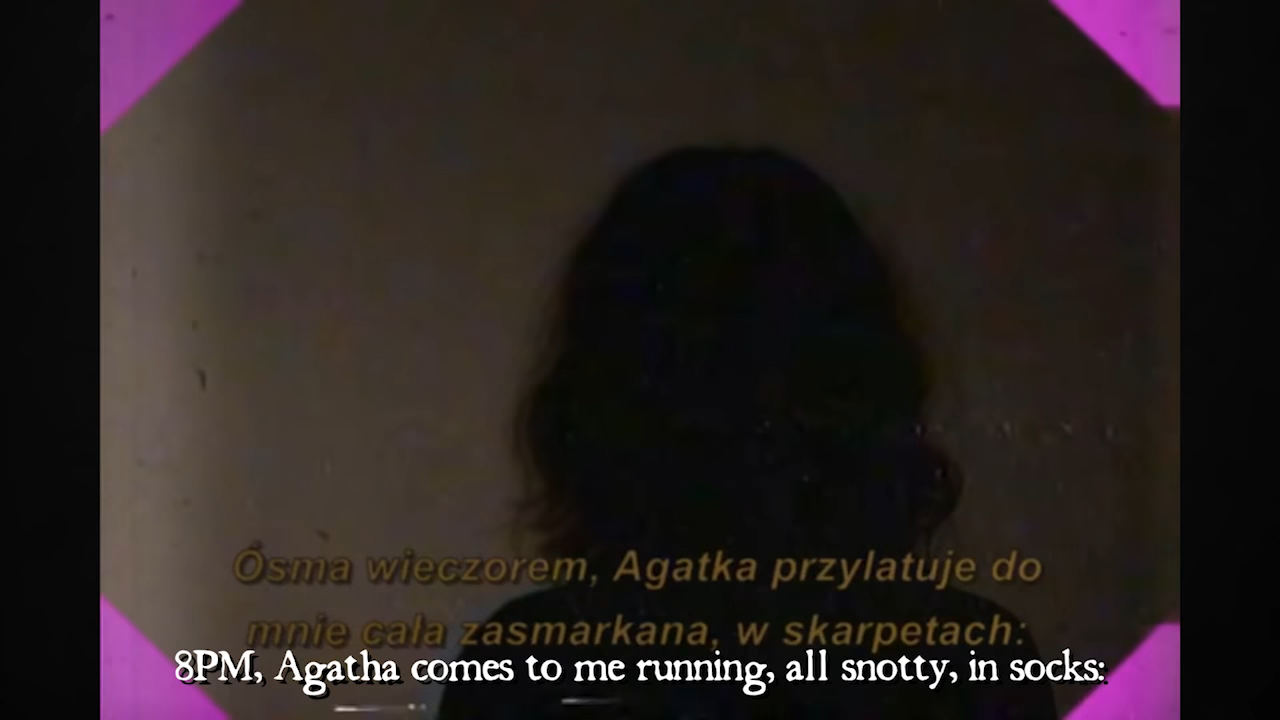 Ósma wieczorem, Agatka przylatuje do
mnie cała zasmarkana, w skarpetach:
8PM, Agatha comes to me running, all snotty, in socks: